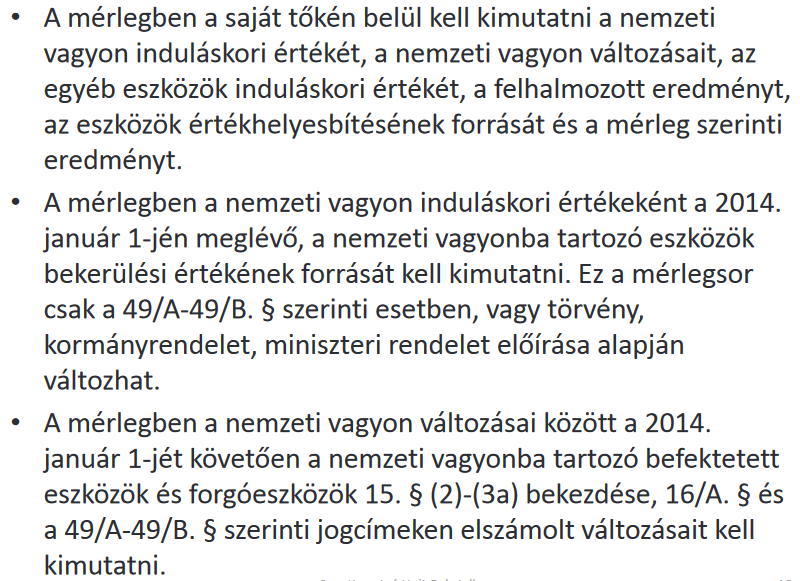 • A mérlegben a saját tőkén belül kell kimutatni a nemzeti
vagyon induláskori értékét, a nemzeti vagyon változásait, az
egyéb eszközök induláskori értékét, a felhalmozott eredményt,
az eszközök értékhelyesbítésének forrását és a mérleg szerinti
eredményt.
• A mérlegben a nemzeti vagyon induláskori értékeként a 2014.
január 1-jén meglévő, a nemzeti vagyonba tartozó eszközök
bekerülési értékének forrását kell kimutatni. Ez a mérlegsor
csak a 49/A-49/B. § szerinti esetben, vagy törvény,
kormányrendelet, miniszteri rendelet előírása alapján
változhat.
• A mérlegben a nemzeti vagyon változásai között a 2014.
január 1-jét követően a nemzeti vagyonba tartozó befektetett
eszközök és forgóeszközök 15. § (2)-(3a) bekezdése, 16/A. § és
a 49/A-49/B. § szerinti jogcímeken elszámolt változásait kell
kimutatni.